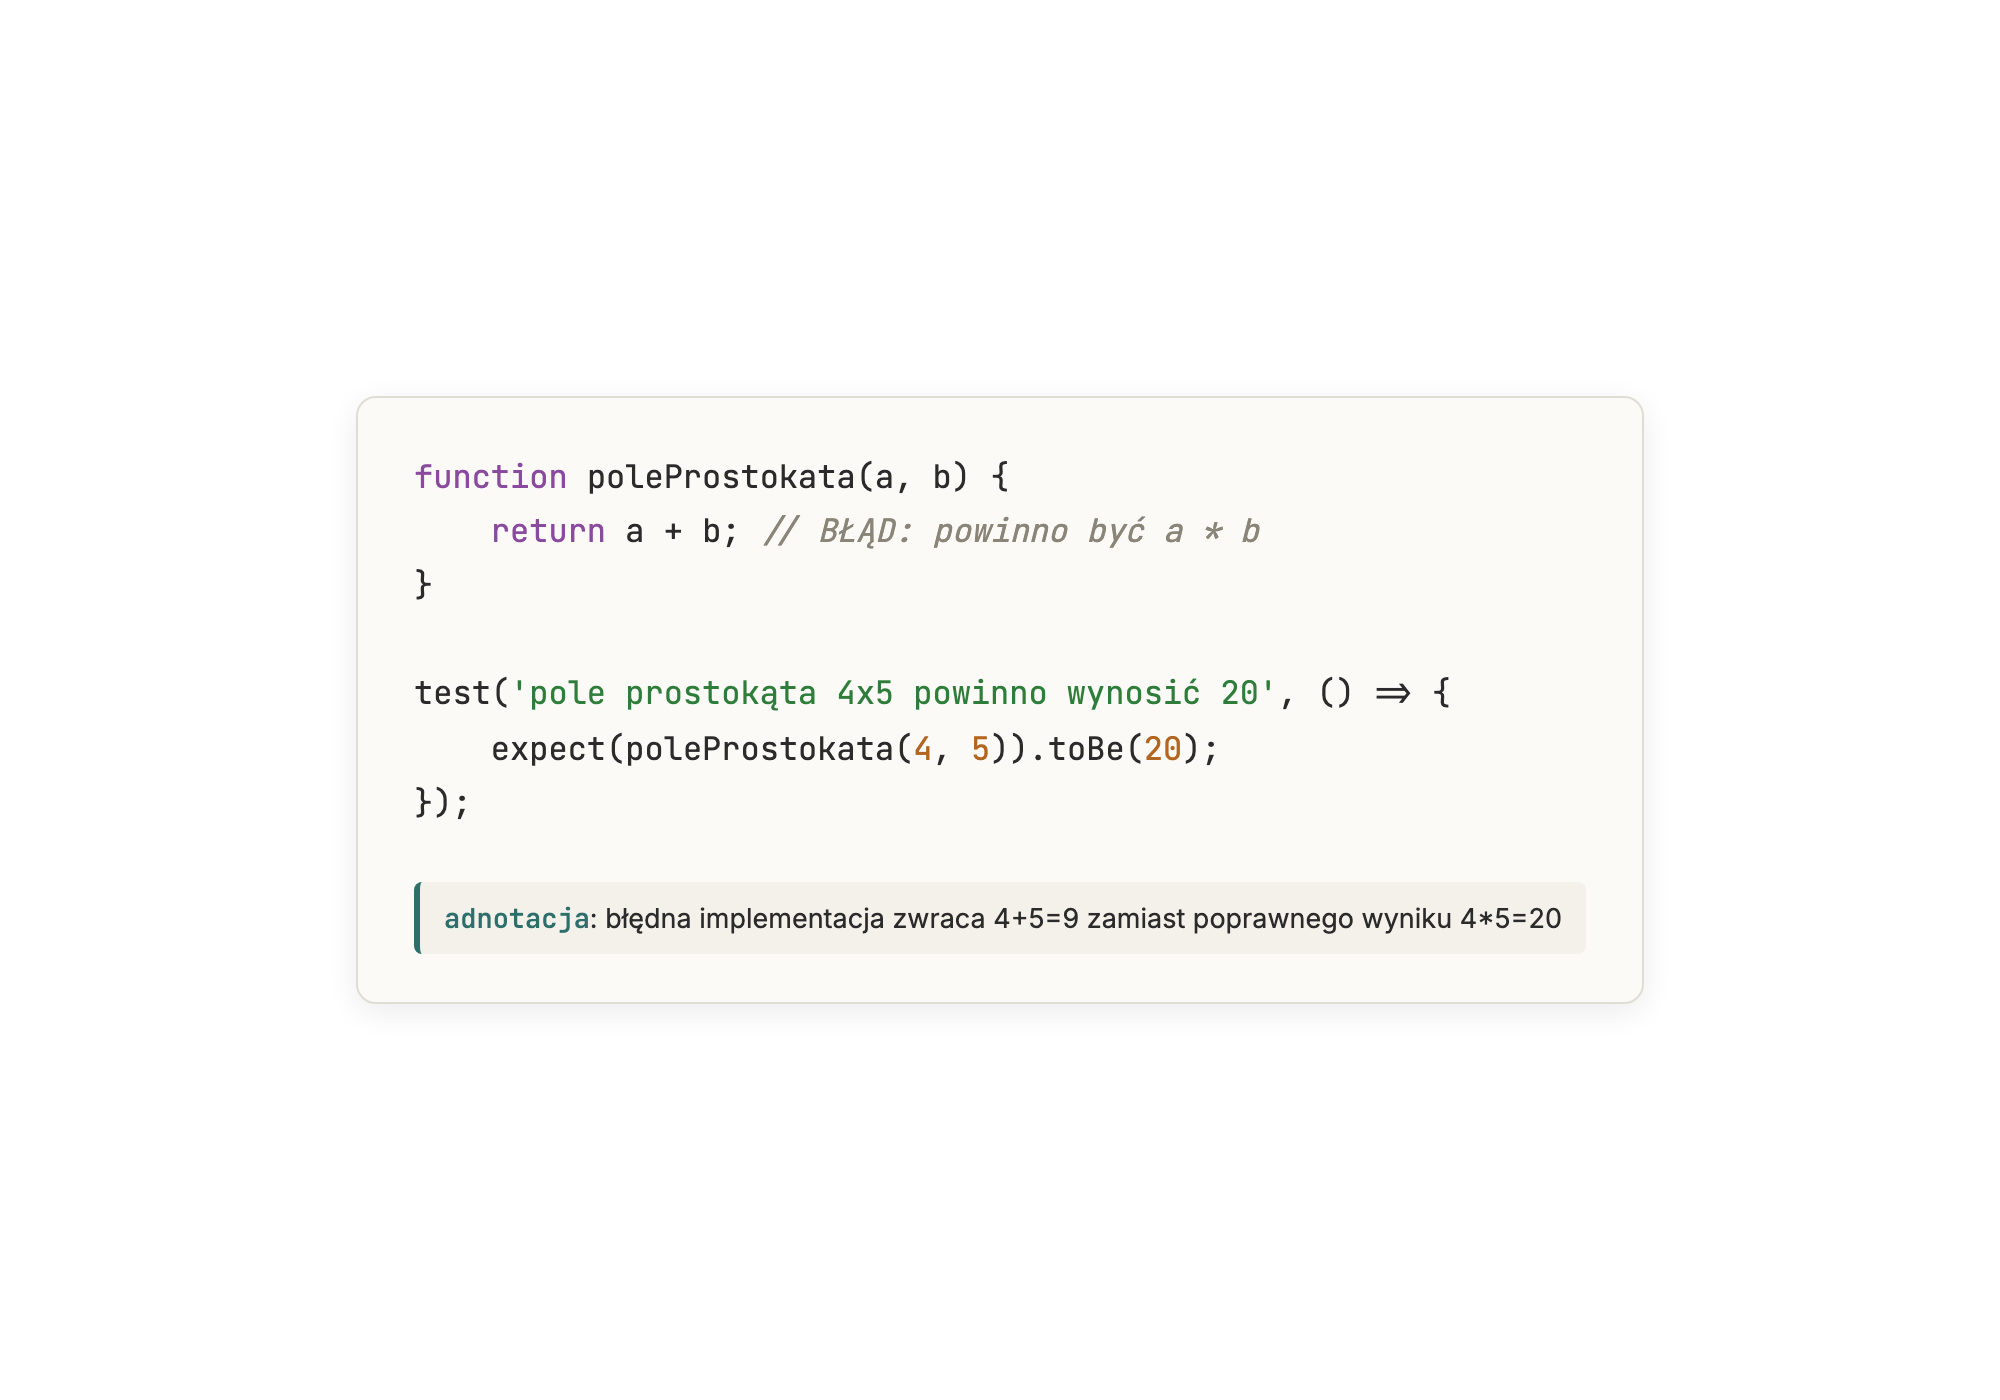 function poleProstokata(a, b) {
    return a + b; // BŁĄD: powinno być a * b
}

test('pole prostokąta 4x5 powinno wynosić 20', () => {
    expect(poleProstokata(4, 5)).toBe(20);
});

adnotacja: błędna implementacja zwraca 4+5=9 zamiast poprawnego wyniku 4*5=20